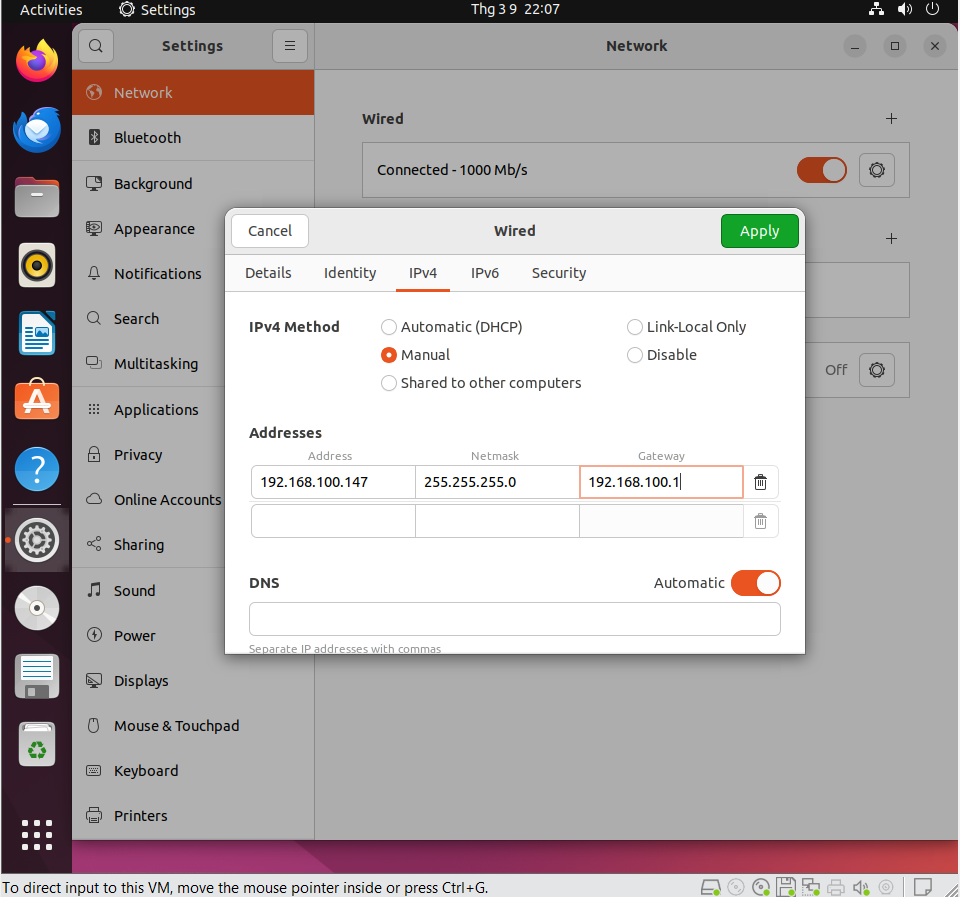 Activities Settings Thg 3 9 22:07
Settings Network
Network
Bluetooth
Background
Appearance
Notifications
Search
Multitasking
Applications
Privacy
Online Accounts
Sharing
Sound
Power
Displays
Mouse & Touchpad
Keyboard
Printers
Wired
Connected - 1000 Mb/s
Off
Cancel Wired Apply
Details Identity IPv4 IPv6 Security
IPv4 Method Automatic (DHCP) Link-Local Only
Manual Disable
Shared to other computers
Addresses
Address Netmask Gateway
192.168.100.147 255.255.255.0 192.168.100.1
DNS Automatic
Separate IP addresses with commas
To direct input to this VM, move the mouse pointer inside or press Ctrl+G.